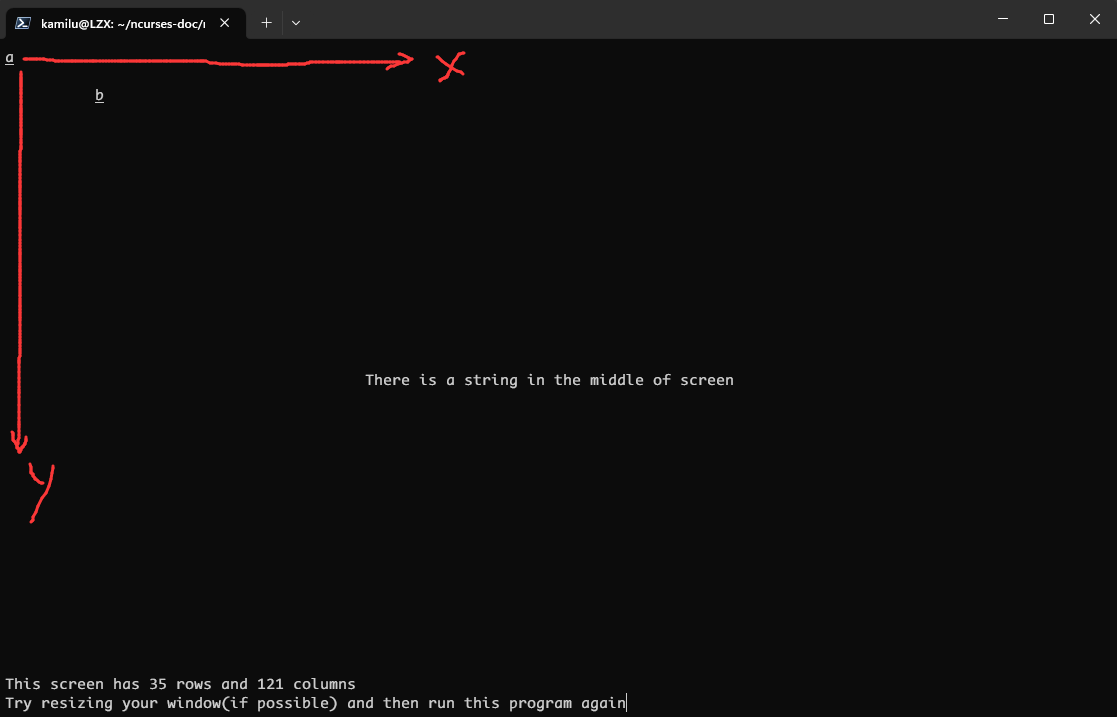 kamilu@LZX: ~/ncurses-doc/r
a
X
b
There is a string in the middle of screen
y
This screen has 35 rows and 121 columns
Try resizing your window(if possible) and then run this program again